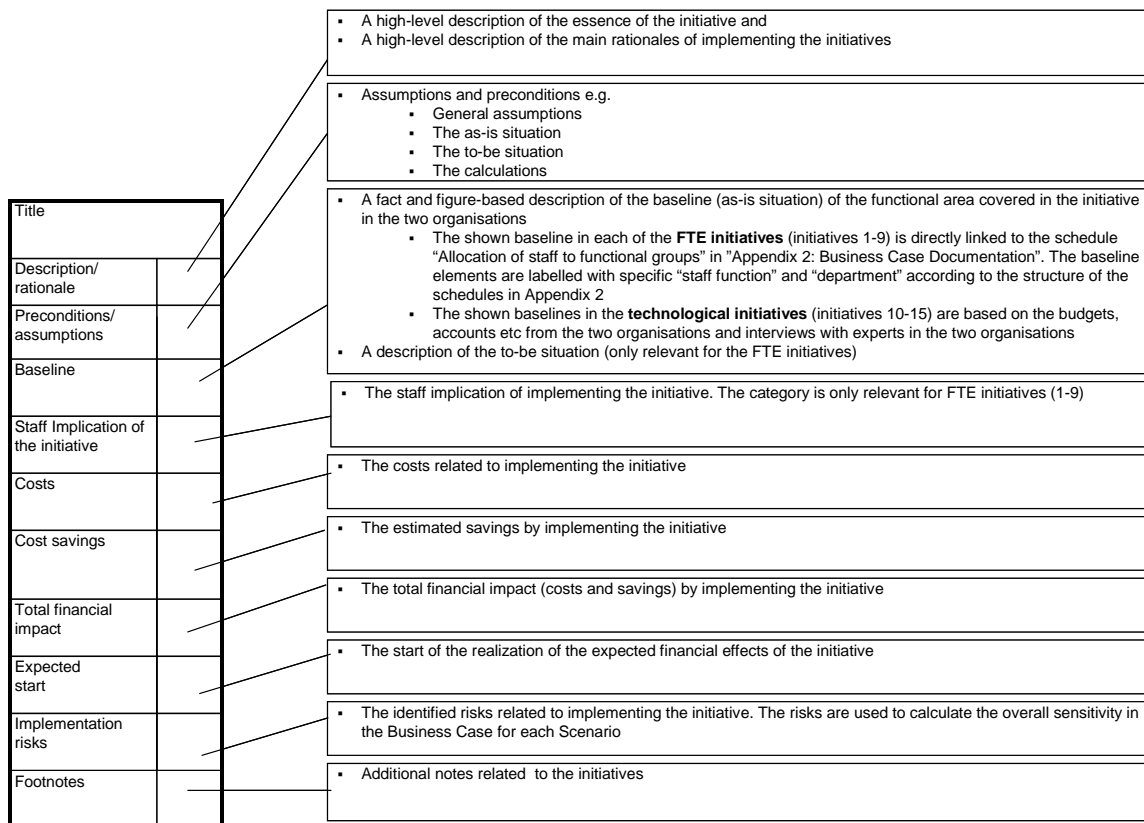 ▪ A high-level description of the essence of the initiative and
▪ A high-level description of the main rationales of implementing the initiatives
▪ Assumptions and preconditions e.g.
▪ General assumptions
▪ The as-is situation
▪ The to-be situation
▪ The calculations
▪ A fact and figure-based description of the baseline (as-is situation) of the functional area covered in the initiative
in the two organisations
▪ The shown baseline in each of the FTE initiatives (initiatives 1-9) is directly linked to the schedule
“Allocation of staff to functional groups” in ”Appendix 2: Business Case Documentation”. The baseline
elements are labelled with specific “staff function” and “department” according to the structure of the
schedules in Appendix 2
▪ The shown baselines in the technological initiatives (initiatives 10-15) are based on the budgets,
accounts etc from the two organisations and interviews with experts in the two organisations
▪ A description of the to-be situation (only relevant for the FTE initiatives)
▪ The staff implication of implementing the initiative. The category is only relevant for FTE initiatives (1-9)
▪ The costs related to implementing the initiative
▪ The estimated savings by implementing the initiative
▪ The total financial impact (costs and savings) by implementing the initiative
▪ The start of the realization of the expected financial effects of the initiative
▪ The identified risks related to implementing the initiative. The risks are used to calculate the overall sensitivity in
the Business Case for each Scenario
▪ Additional notes related to the initiatives
Title
Description/
rationale
Preconditions/
assumptions
Baseline
Staff Implication of
the initiative
Costs
Cost savings
Total financial
impact
Expected
start
Implementation
risks
Footnotes